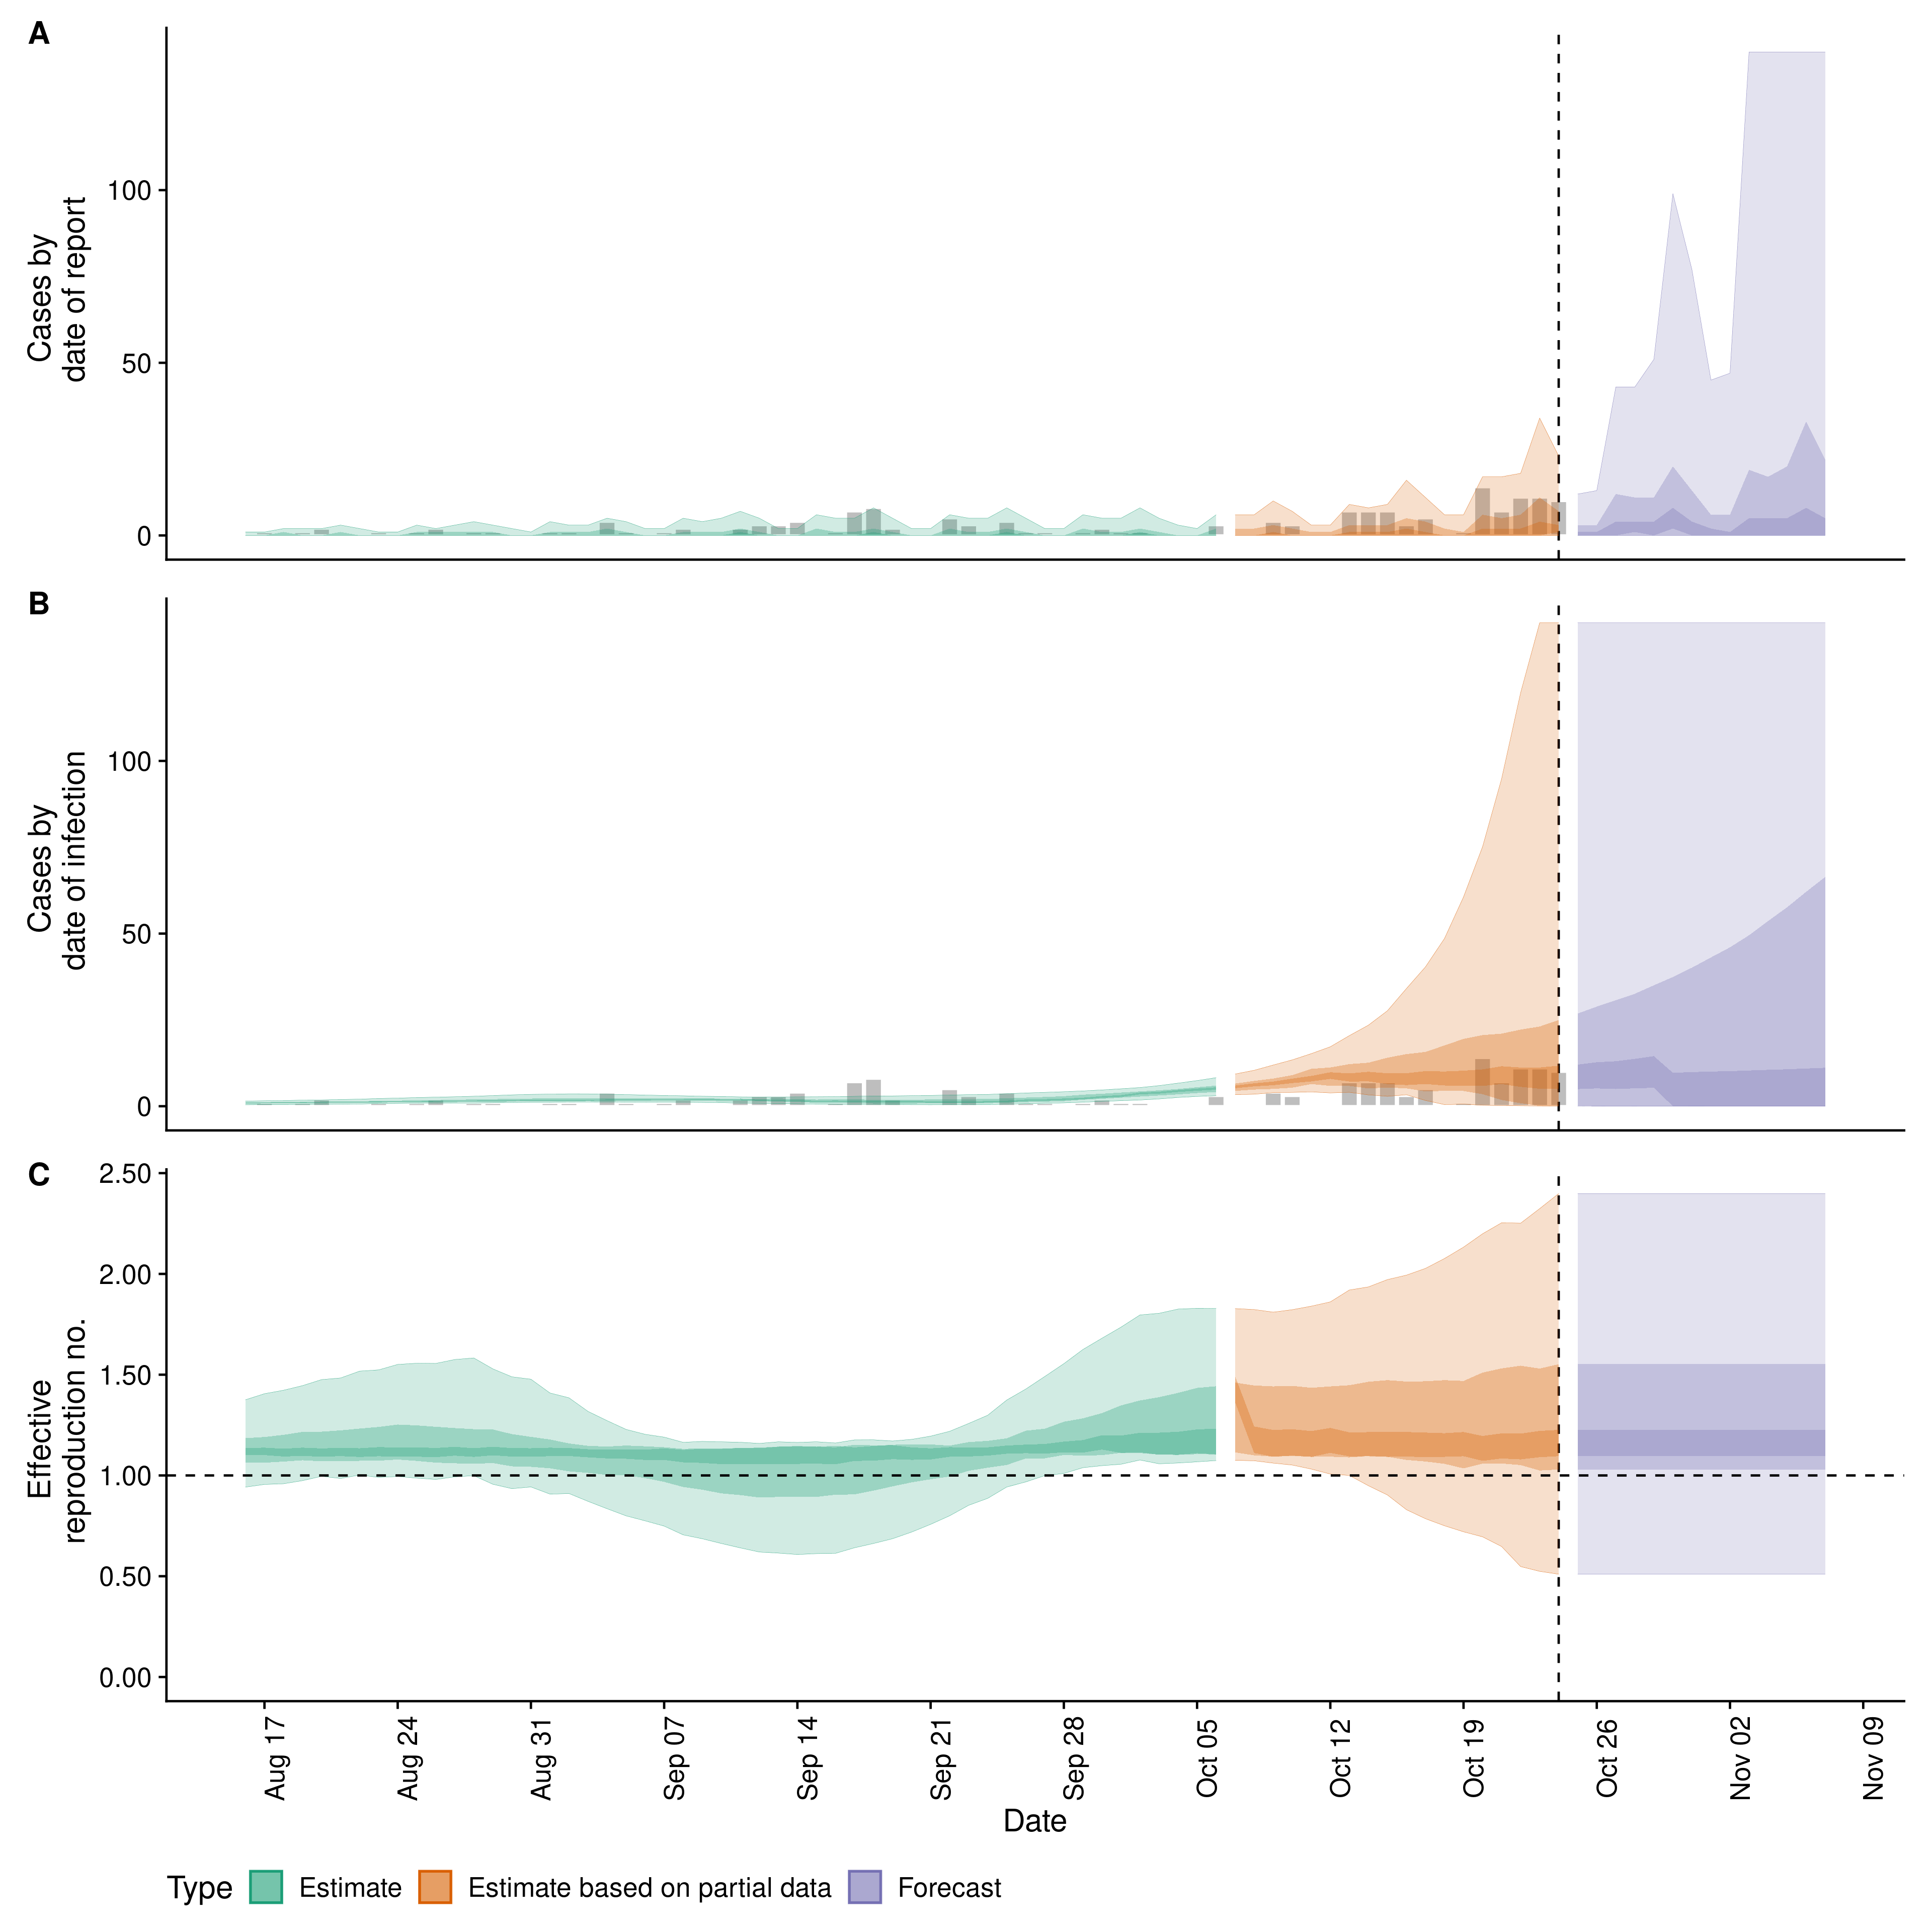 A
Cases by
date of report
100
50
0
B
Cases by
date of infection
100
50
0
C
Effective
reproduction no.
2.50
2.00
1.50
1.00
0.50
0.00
Aug 17
Aug 24
Aug 31
Sep 07
Sep 14
Sep 21
Sep 28
Oct 05
Oct 12
Oct 19
Oct 26
Nov 02
Nov 09
Date
Type Estimate Estimate based on partial data Forecast